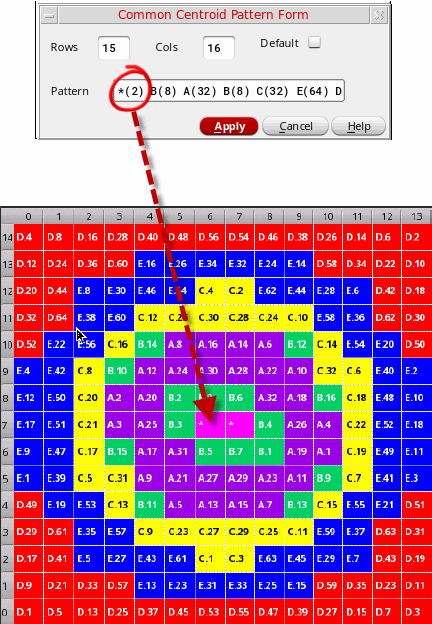 Common Centroid Pattern Form
Rows 15 Cols 16 Default
Pattern *(2) B(8) A(32) B(8) C(32) E(64) D
Apply Cancel Help
0 1 2 3 4 5 6 7 8 9 10 11 12 13
14 D.4 D.8 D.16 D.28 D.40 D.48 D.56 D.54 D.46 D.38 D.26 D.14 D.6 D.2
13 D.12 D.24 D.36 D.60 E.16 E.26 E.34 E.32 E.24 E.14 D.58 D.34 D.22 D.10
12 D.20 D.44 E.8 E.30 E.46 C.4 C.2 E.62 E.44 E.28 E.6 D.42 D.18
11 D.32 D.64 E.38 E.60 C.12 C.30 C.28 C.24 C.10 E.58 E.36 D.62 D.30
10 D.52 E.22 E.56 C.16 B.14 A.8 A.16 A.14 A.6 B.12 C.14 E.54 E.20 D.50
9 E.4 E.42 C.8 B.10 A.12 A.24 A.30 A.28 A.22 A.10 C.32 C.6 E.40 E.2
8 E.12 E.50 C.20 A.2 A.20 B.2 B.6 A.32 A.18 B.16 C.18 E.48 E.10
7 E.17 E.51 C.21 A.3 A.25 B.3 * * B.4 A.26 A.4 C.22 E.52 E.18
6 E.9 E.47 C.17 B.15 A.17 A.31 B.5 B.7 B.1 A.19 A.1 C.19 E.49 E.11
5 E.1 E.39 C.5 C.31 A.9 A.21 A.27 A.29 A.23 A.11 B.9 C.7 E.41 E.3
4 D.49 E.19 E.53 C.13 B.11 A.5 A.13 A.15 A.7 B.13 C.15 E.55 E.21 D.51
3 D.29 D.61 E.35 E.57 C.9 C.23 C.27 C.29 C.25 C.11 E.59 E.37 D.63 D.31
2 D.17 D.41 E.5 E.27 E.43 E.61 C.1 C.3 E.63 E.45 E.29 E.7 D.43 D.19
1 D.9 D.21 D.33 D.57 E.13 E.23 E.31 E.33 E.25 E.15 D.59 D.35 D.23 D.11
0 D.1 D.5 D.13 D.25 D.37 D.45 D.53 D.55 D.47 D.39 D.27 D.15 D.7 D.3